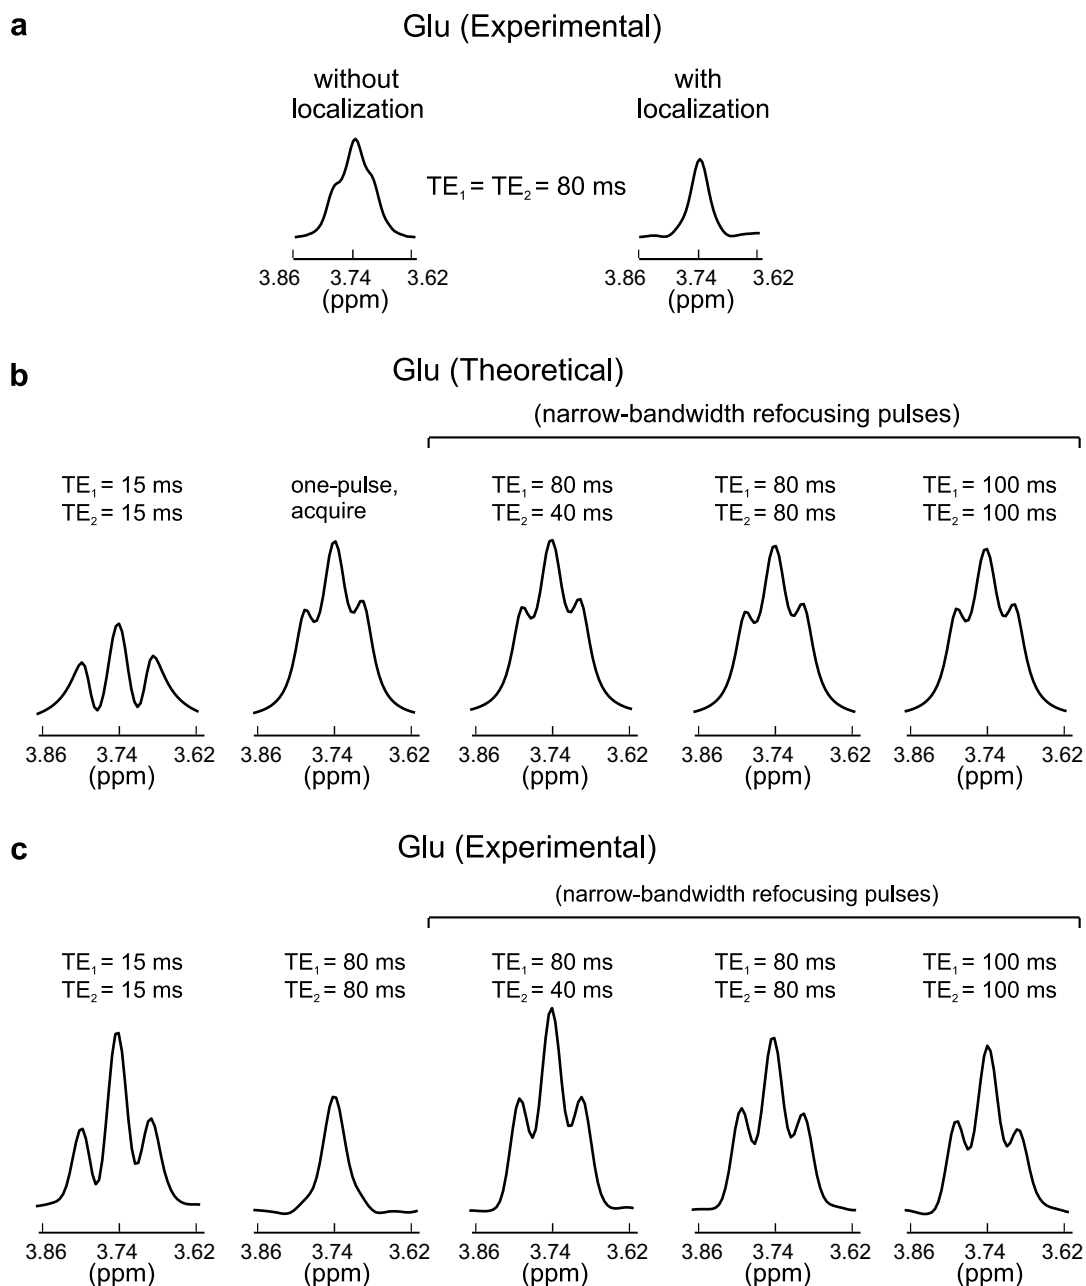 a
Glu (Experimental)
without
localization
with
localization
TE₁ = TE₂ = 80 ms
3.86 3.74 3.62
(ppm)
3.86 3.74 3.62
(ppm)
b
Glu (Theoretical)
(narrow-bandwidth refocusing pulses)
TE₁ = 15 ms
TE₂ = 15 ms
one-pulse,
acquire
TE₁ = 80 ms
TE₂ = 40 ms
TE₁ = 80 ms
TE₂ = 80 ms
TE₁ = 100 ms
TE₂ = 100 ms
3.86 3.74 3.62
(ppm)
3.86 3.74 3.62
(ppm)
3.86 3.74 3.62
(ppm)
3.86 3.74 3.62
(ppm)
3.86 3.74 3.62
(ppm)
c
Glu (Experimental)
(narrow-bandwidth refocusing pulses)
TE₁ = 15 ms
TE₂ = 15 ms
TE₁ = 80 ms
TE₂ = 80 ms
TE₁ = 80 ms
TE₂ = 40 ms
TE₁ = 80 ms
TE₂ = 80 ms
TE₁ = 100 ms
TE₂ = 100 ms
3.86 3.74 3.62
(ppm)
3.86 3.74 3.62
(ppm)
3.86 3.74 3.62
(ppm)
3.86 3.74 3.62
(ppm)
3.86 3.74 3.62
(ppm)